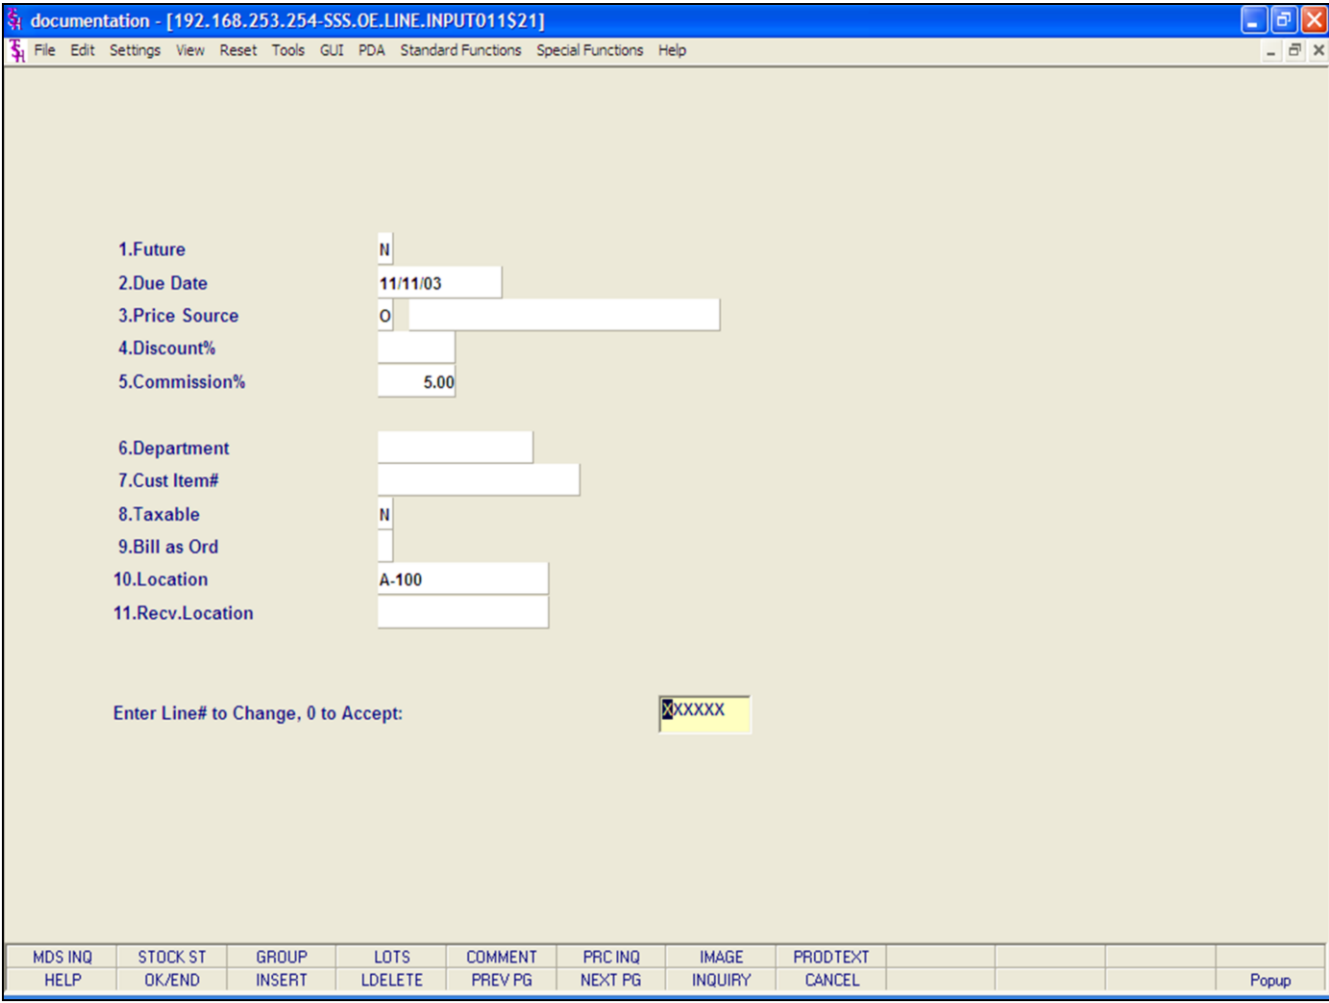 documentation - [192.168.253.254-SSS.OE.LINE.INPUT011$21]
File Edit Settings View Reset Tools GUI PDA Standard Functions Special Functions Help
1.Future N
2.Due Date 11/11/03
3.Price Source O
4.Discount%
5.Commission% 5.00
6.Department
7.Cust Item#
8.Taxable N
9.Bill as Ord
10.Location A-100
11.Recv.Location
Enter Line# to Change, 0 to Accept: XXXXXX
MDS INQ STOCK ST GROUP LOTS COMMENT PRC INQ IMAGE PRODTEXT
HELP OK/END INSERT LDELETE PREV PG NEXT PG INQUIRY CANCEL Popup